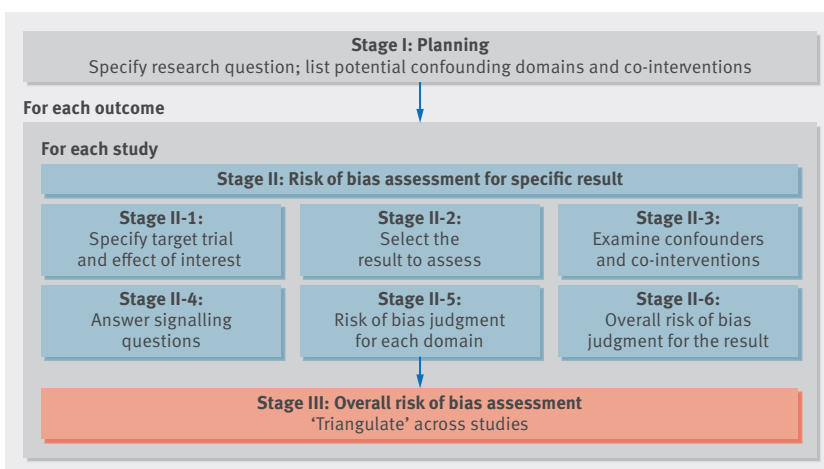 Stage I: Planning
Specify research question; list potential confounding domains and co-interventions
For each outcome
For each study
Stage II: Risk of bias assessment for specific result
Stage II-1:
Specify target trial
and effect of interest
Stage II-2:
Select the
result to assess
Stage II-3:
Examine confounders
and co-interventions
Stage II-4:
Answer signalling
questions
Stage II-5:
Risk of bias judgment
for each domain
Stage II-6:
Overall risk of bias
judgment for the result
Stage III: Overall risk of bias assessment
‘Triangulate’ across studies